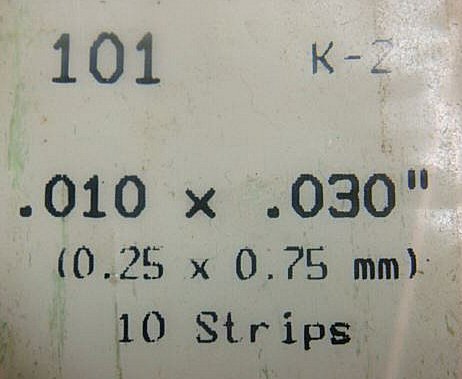 101 K-2
.010 x .030"
(0.25 x 0.75 mm)
10 Strips